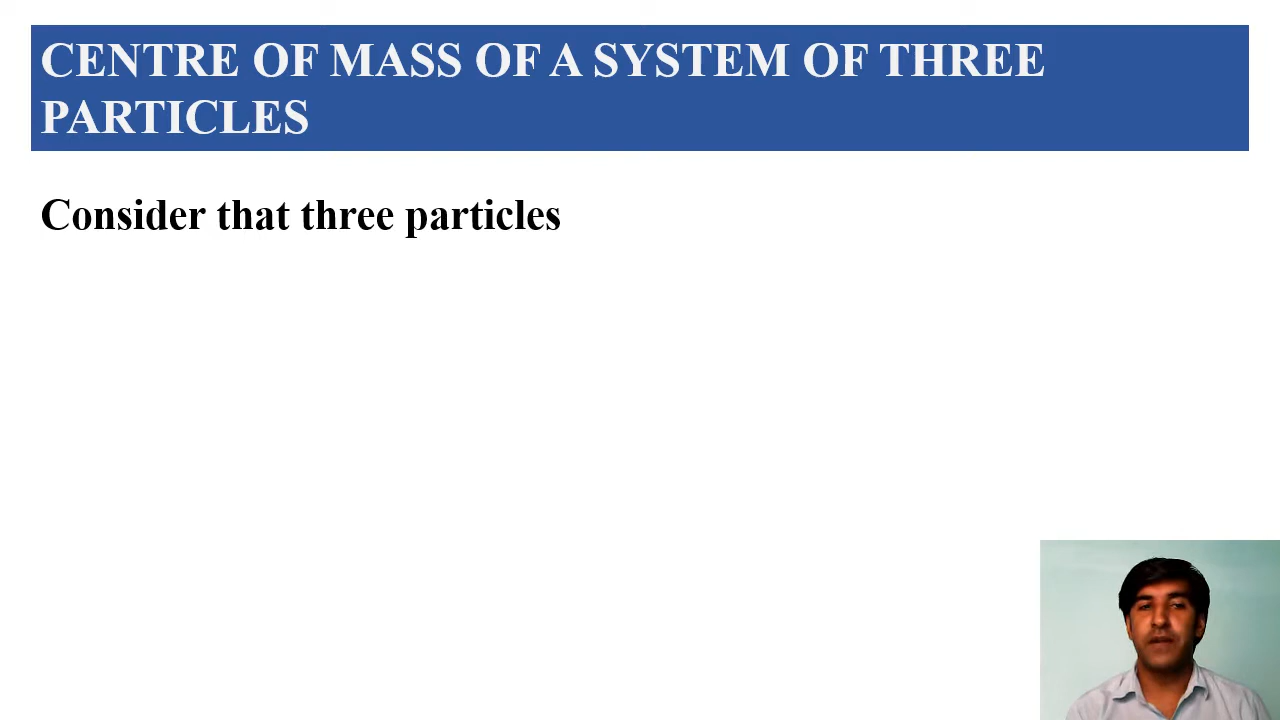 CENTRE OF MASS OF A SYSTEM OF THREE
PARTICLES
Consider that three particles